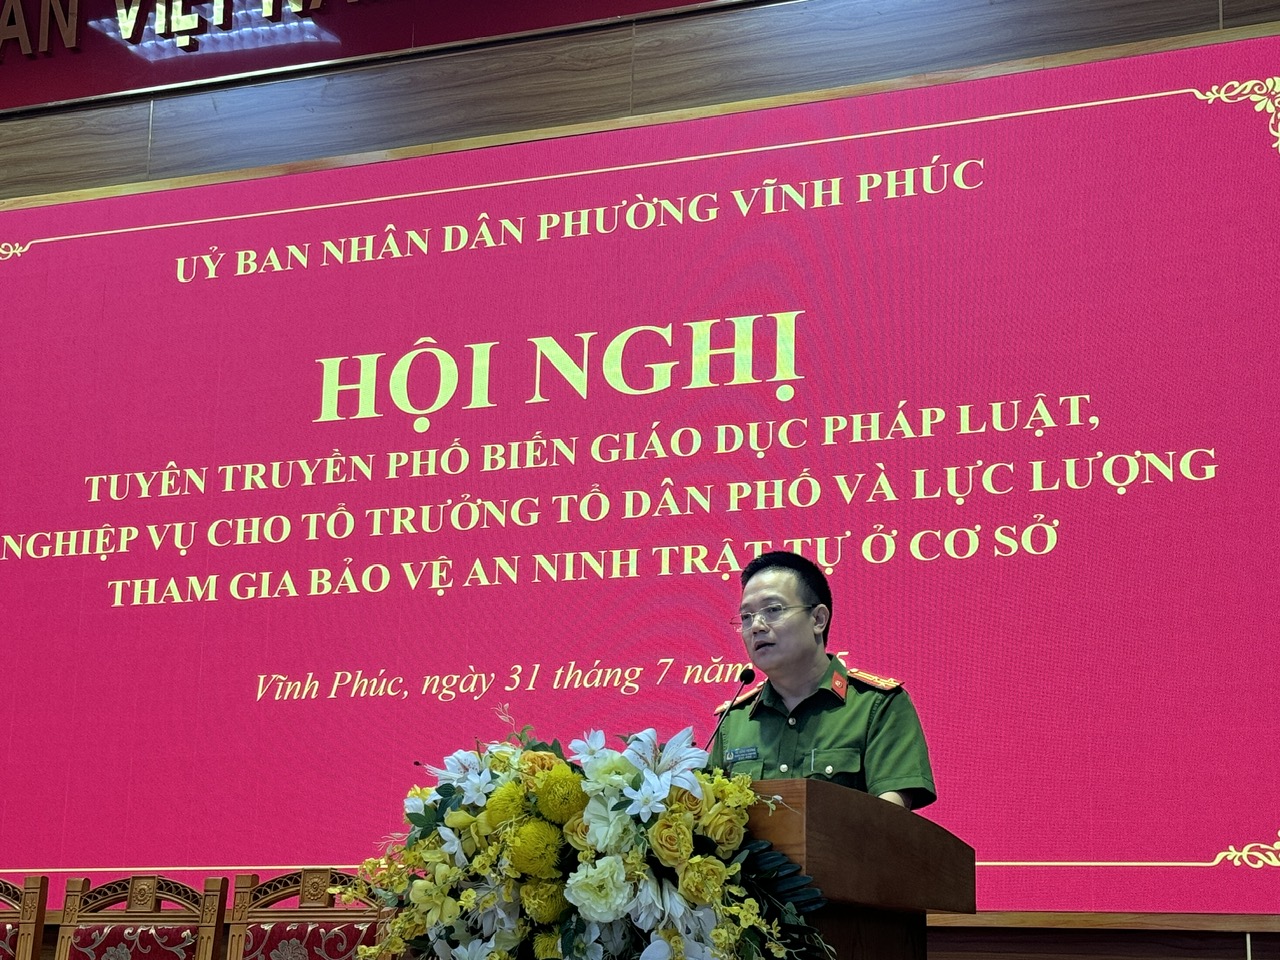 VIỆT NA
UỶ BAN NHÂN DÂN PHƯỜNG VĨNH PHÚC
HỘI NGHỊ
TUYÊN TRUYỀN PHỔ BIẾN GIÁO DỤC PHÁP LUẬT,
NGHIỆP VỤ CHO TỔ TRƯỞNG TỔ DÂN PHỐ VÀ LỰC LƯỢNG
THAM GIA BẢO VỆ AN NINH TRẬT TỰ Ở CƠ SỞ
Vĩnh Phúc, ngày 31 tháng 7 năm